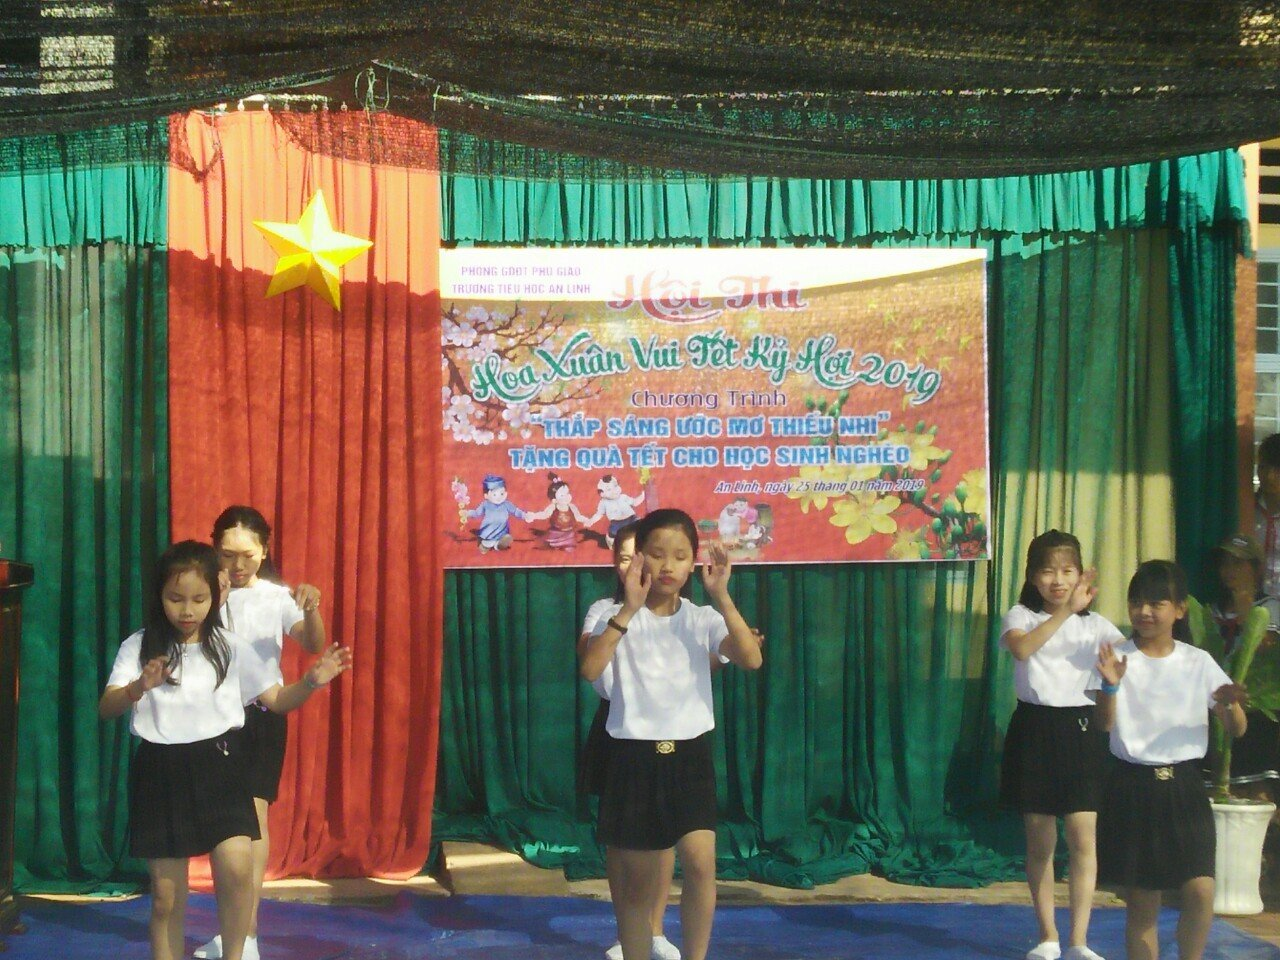 PHÒNG GDĐT PHÚ GIÁO
TRƯỜNG TIỂU HỌC AN LINH
Hội Thi
Hoa Xuân Vui Tết Kỷ Hợi 2019
Chương Trình
"THẮP SÁNG ƯỚC MƠ THIẾU NHI"
TẶNG QUÀ TẾT CHO HỌC SINH NGHÈO
An Linh, ngày 25 tháng 01 năm 2019